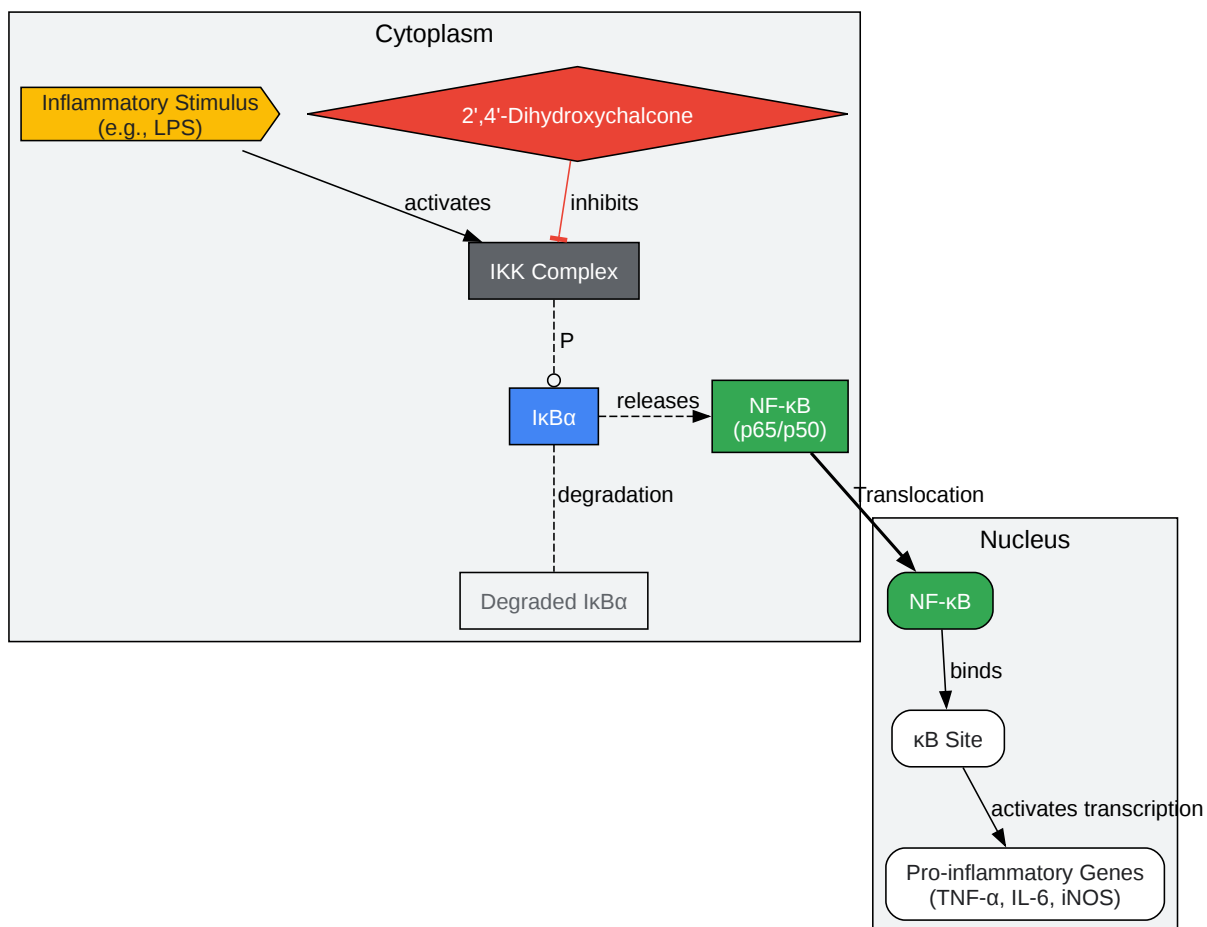 Cytoplasm
Inflammatory Stimulus
(e.g., LPS)
2',4'-Dihydroxychalcone
activates
inhibits
IKK Complex
P
IκBα
releases
NF-κB
(p65/p50)
degradation
Translocation
Degraded IκBα
Nucleus
NF-κB
binds
κB Site
activates transcription
Pro-inflammatory Genes
(TNF-α, IL-6, iNOS)